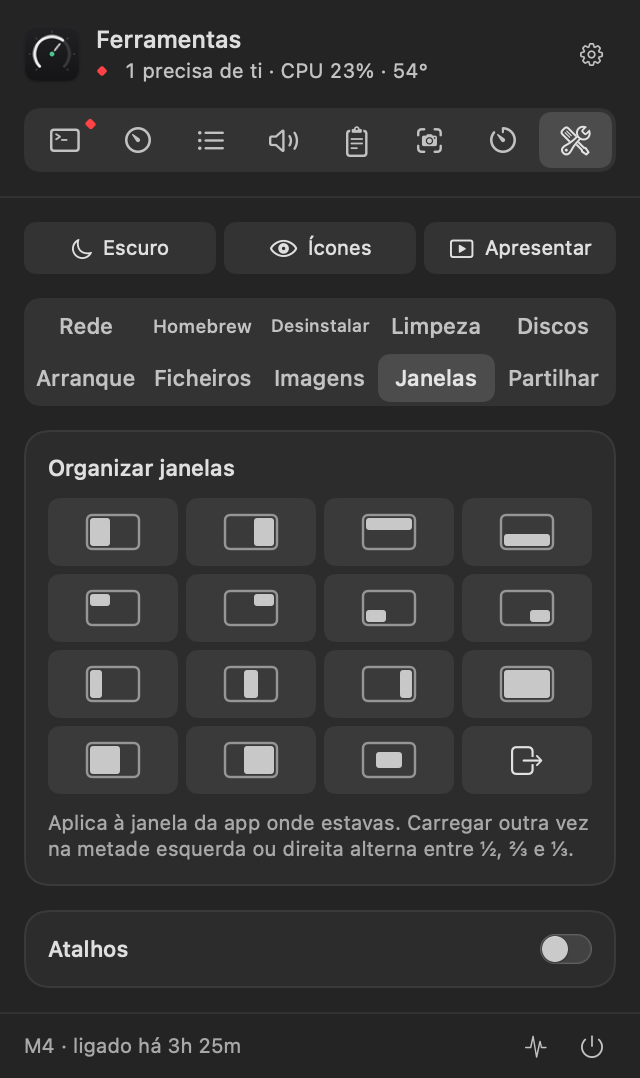 Ferramentas
1 precisa de ti · CPU 23% · 54°
Escuro
Ícones
Apresentar
Rede Homebrew Desinstalar Limpeza Discos
Arranque Ficheiros Imagens Janelas Partilhar
Organizar janelas
Aplica à janela da app onde estavas. Carregar outra vez
na metade esquerda ou direita alterna entre ½, ⅔ e ⅓.
Atalhos
M4 · ligado há 3h 25m